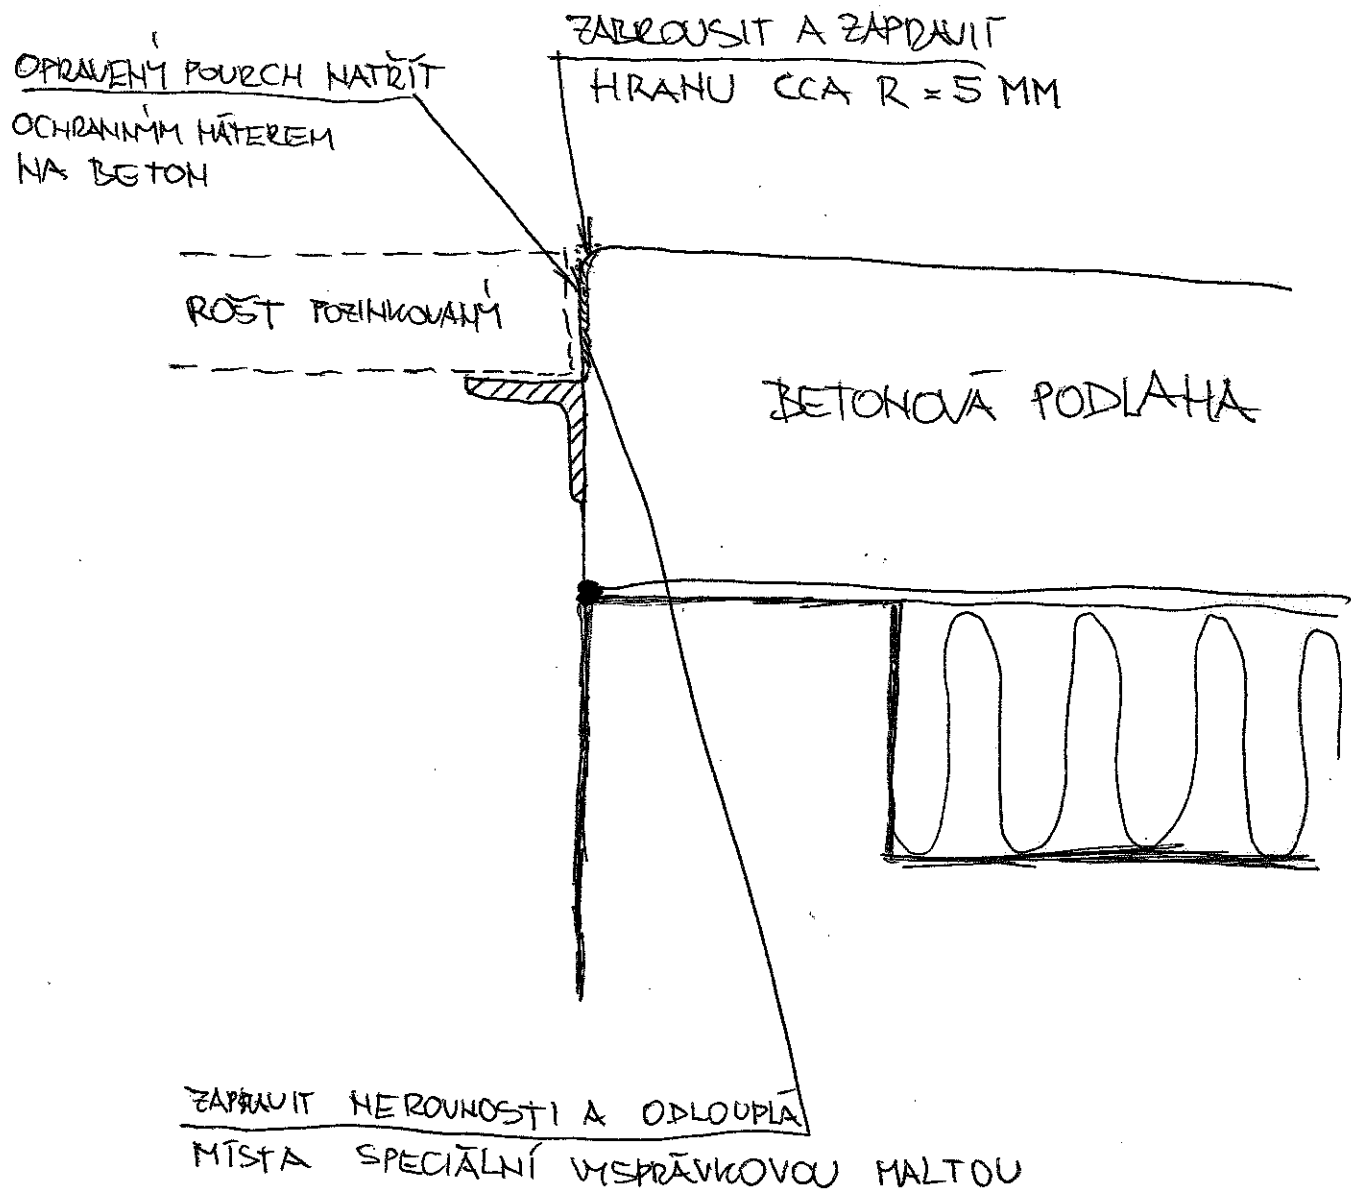 ZABROUSIT A ZAPRAVIT
HRANU CCA R = 5 MM
OPRAVENÝ POVRCH NATŘÍT
OCHRANNÝM NÁTEREM
NA BETON
ROŠT POZINKOVANÝ
BETONOVÁ PODLAHA
ZAPRAVIT NEROVNOSTI A ODLOUPLÁ
MÍSTA SPECIÁLNÍ VYSPRÁVKOVOU MALTOU